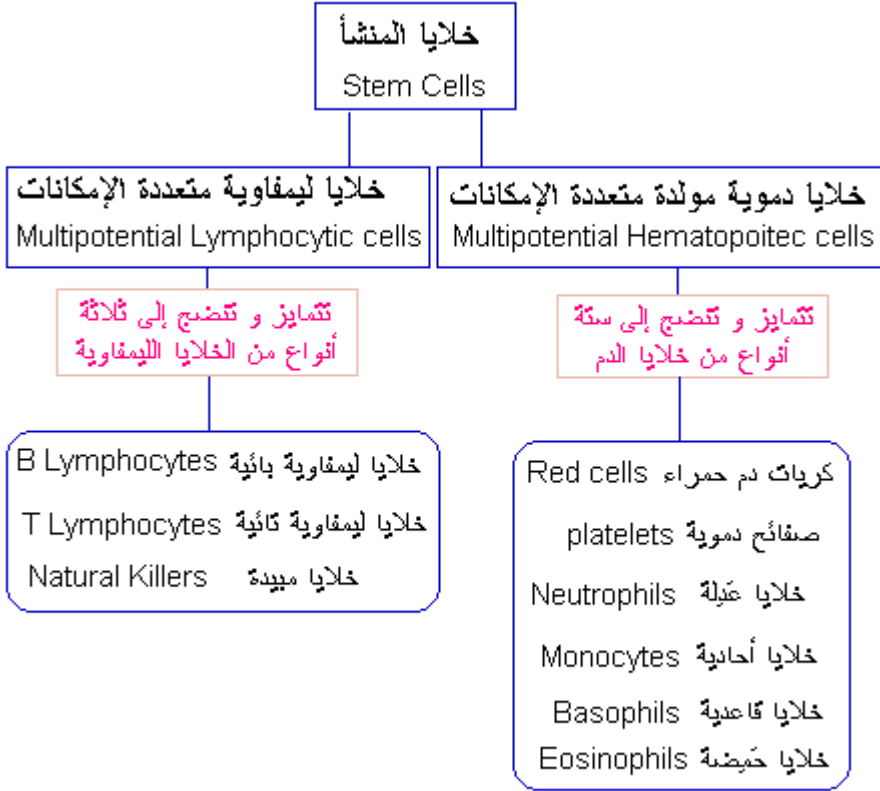 خلايا المنشأ
Stem Cells
خلايا ليمفاوية متعددة الإمكانات
Multipotential Lymphocytic cells
خلايا دموية مولدة متعددة الإمكانات
Multipotential Hematopoitec cells
تتمايز و تنضج إلى ثلاثة
أنواع من الخلايا الليمفاوية
تتمايز و تنضج إلى ستة
أنواع من خلايا الدم
B Lymphocytes خلايا ليمفاوية بائية
T Lymphocytes خلايا ليمفاوية تائية
Natural Killers خلايا مبيدة
Red cells كريات دم حمراء
platelets صفائح دموية
Neutrophils خلايا عَدِلة
Monocytes خلايا أحادية
Basophils خلايا قاعدية
Eosinophils خلايا حَمِضة